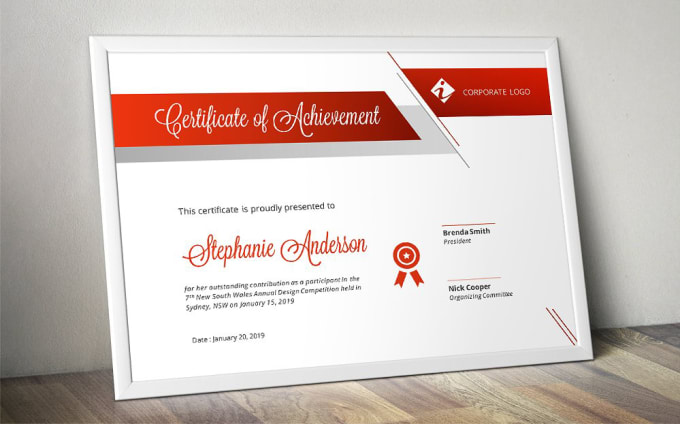 Certificate of Achievement
CORPORATE LOGO
This certificate is proudly presented to
Stephanie Anderson
for her outstanding contribution as a participant in the
7th New South Wales Annual Design Competition held in
Sydney, NSW on January 15, 2019
Date : January 20, 2019
Brenda Smith
President
Nick Cooper
Organizing Committee